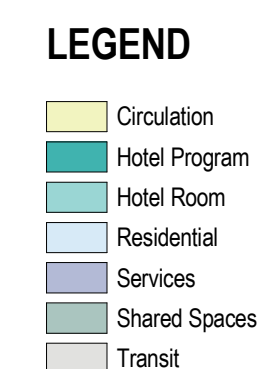 LEGEND
Circulation
Hotel Program
Hotel Room
Residential
Services
Shared Spaces
Transit